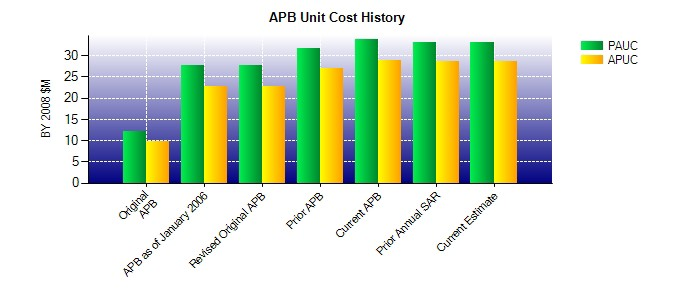 APB Unit Cost History
BY 2008 $M
30
25
20
15
10
5
0
Original
APB
APB as of January 2006
Revised Original APB
Prior APB
Current APB
Prior Annual SAR
Current Estimate
PAUC
APUC